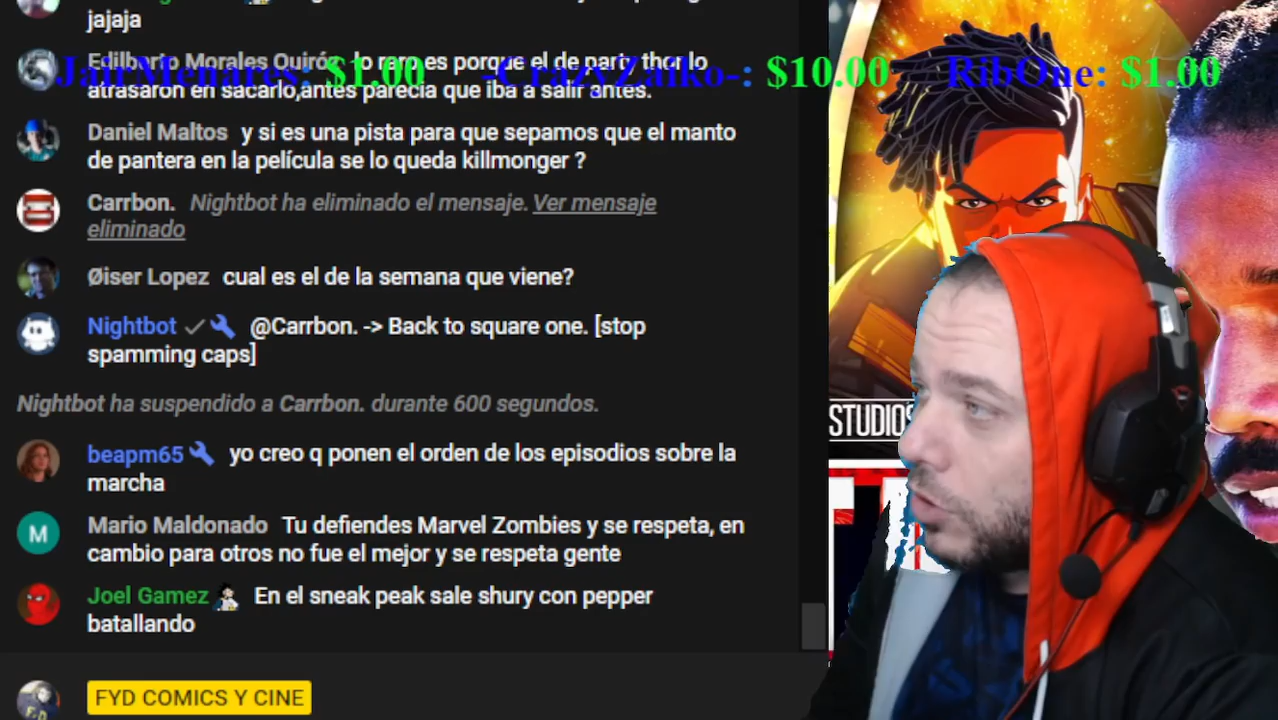 jajaja
Edilberto Morales Quirós lo raro es porque el de party thor lo
JairMenares: $1.00 -CrazyZaiko-: $10.00 RibOne: $1.00
atrasaron en sacarlo,antes parecia que iba a salir antes.
Daniel Maltos y si es una pista para que sepamos que el manto
de pantera en la película se lo queda killmonger ?
Carrbon. Nightbot ha eliminado el mensaje. Ver mensaje
eliminado
Øiser Lopez cual es el de la semana que viene?
Nightbot @Carrbon. -> Back to square one. [stop
spamming caps]
Nightbot ha suspendido a Carrbon. durante 600 segundos.
beapm65 yo creo q ponen el orden de los episodios sobre la
marcha
STUDIOS
M Mario Maldonado Tu defiendes Marvel Zombies y se respeta, en
cambio para otros no fue el mejor y se respeta gente
Joel Gamez En el sneak peak sale shury con pepper
batallando
FYD COMICS Y CINE